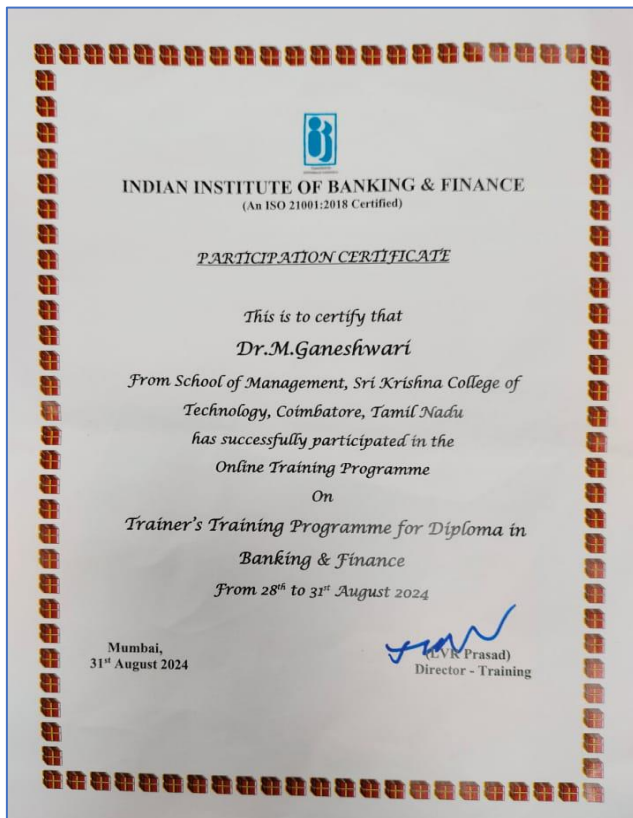 INDIAN INSTITUTE OF BANKING & FINANCE
(An ISO 21001:2018 Certified)
PARTICIPATION CERTIFICATE
This is to certify that
Dr.M.Ganeshwari
From School of Management, Sri Krishna College of
Technology, Coimbatore, Tamil Nadu
has successfully participated in the
Online Training Programme
On
Trainer's Training Programme for Diploma in
Banking & Finance
From 28th to 31st August 2024
Mumbai,
31st August 2024
(LVR Prasad)
Director - Training